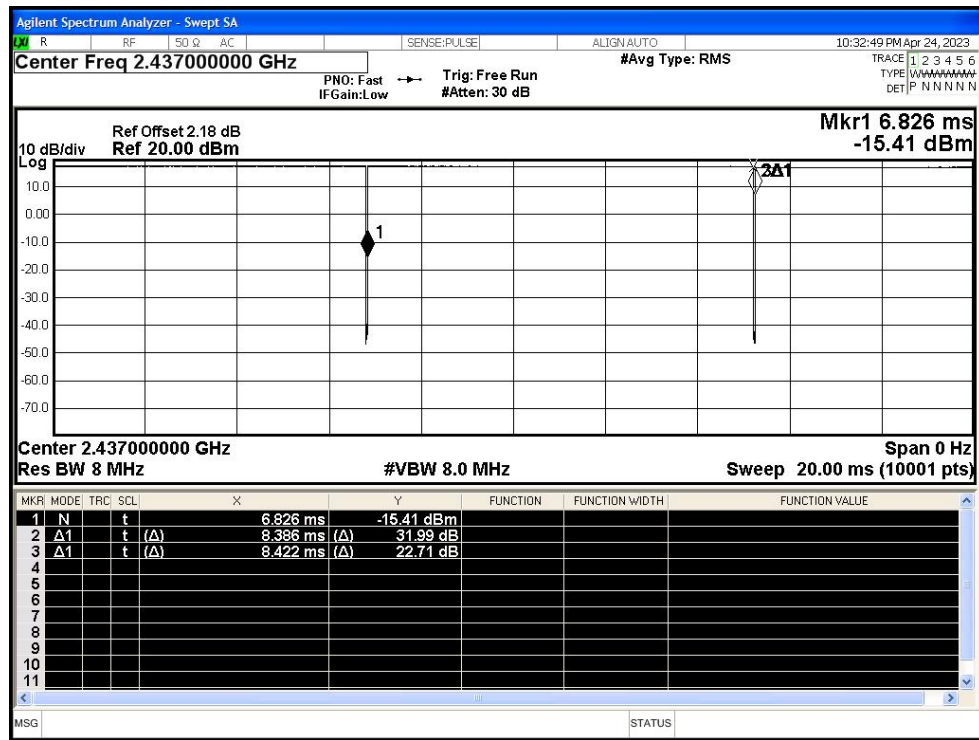 Agilent Spectrum Analyzer - Swept SA
LXI R RF 50 Ω AC SENSE:PULSE ALIGN AUTO 10:32:49 PM Apr 24, 2023
Center Freq 2.437000000 GHz
PNO: Fast
IFGain:Low
Trig: Free Run
#Atten: 30 dB
#Avg Type: RMS
TRACE 1 2 3 4 5 6
TYPE
DET P N N N N N
Mkr1 6.826 ms
-15.41 dBm
Ref Offset 2.18 dB
10 dB/div Ref 20.00 dBm
Log
10.0
0.00
-10.0
-20.0
-30.0
-40.0
-50.0
-60.0
-70.0
1
3Δ1
Center 2.437000000 GHz Span 0 Hz
Res BW 8 MHz #VBW 8.0 MHz Sweep 20.00 ms (10001 pts)
MKR MODE TRC SCL X Y FUNCTION FUNCTION WIDTH FUNCTION VALUE
1 N t 6.826 ms -15.41 dBm
2 Δ1 t (Δ) 8.386 ms (Δ) 31.99 dB
3 Δ1 t (Δ) 8.422 ms (Δ) 22.71 dB
4
5
6
7
8
9
10
11
MSG STATUS